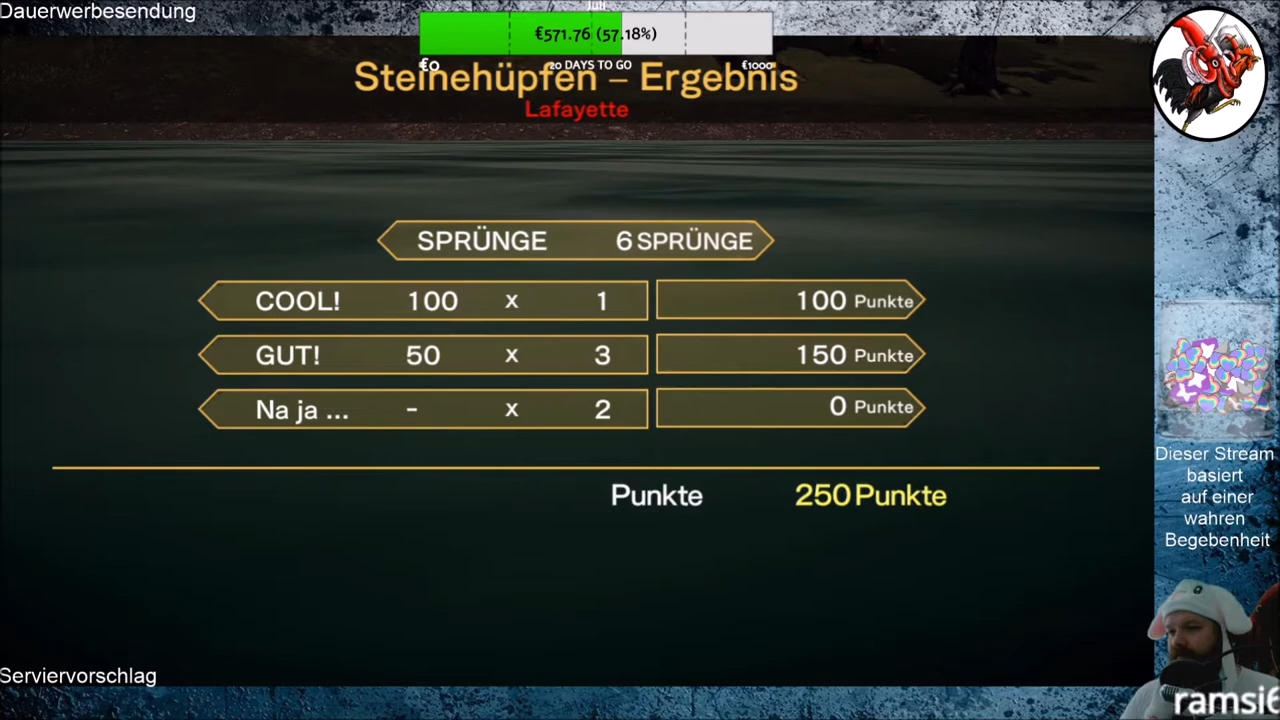 Dauerwerbesendung
Juli
€571.76 (57.18%)
€0 20 DAYS TO GO €1000
Steinehüpfen – Ergebnis
Lafayette
SPRÜNGE 6 SPRÜNGE
COOL! 100 x 1 100 Punkte
GUT! 50 x 3 150 Punkte
Na ja ... - x 2 0 Punkte
Punkte 250 Punkte
Dieser Stream
basiert
auf einer
wahren
Begebenheit
Serviervorschlag